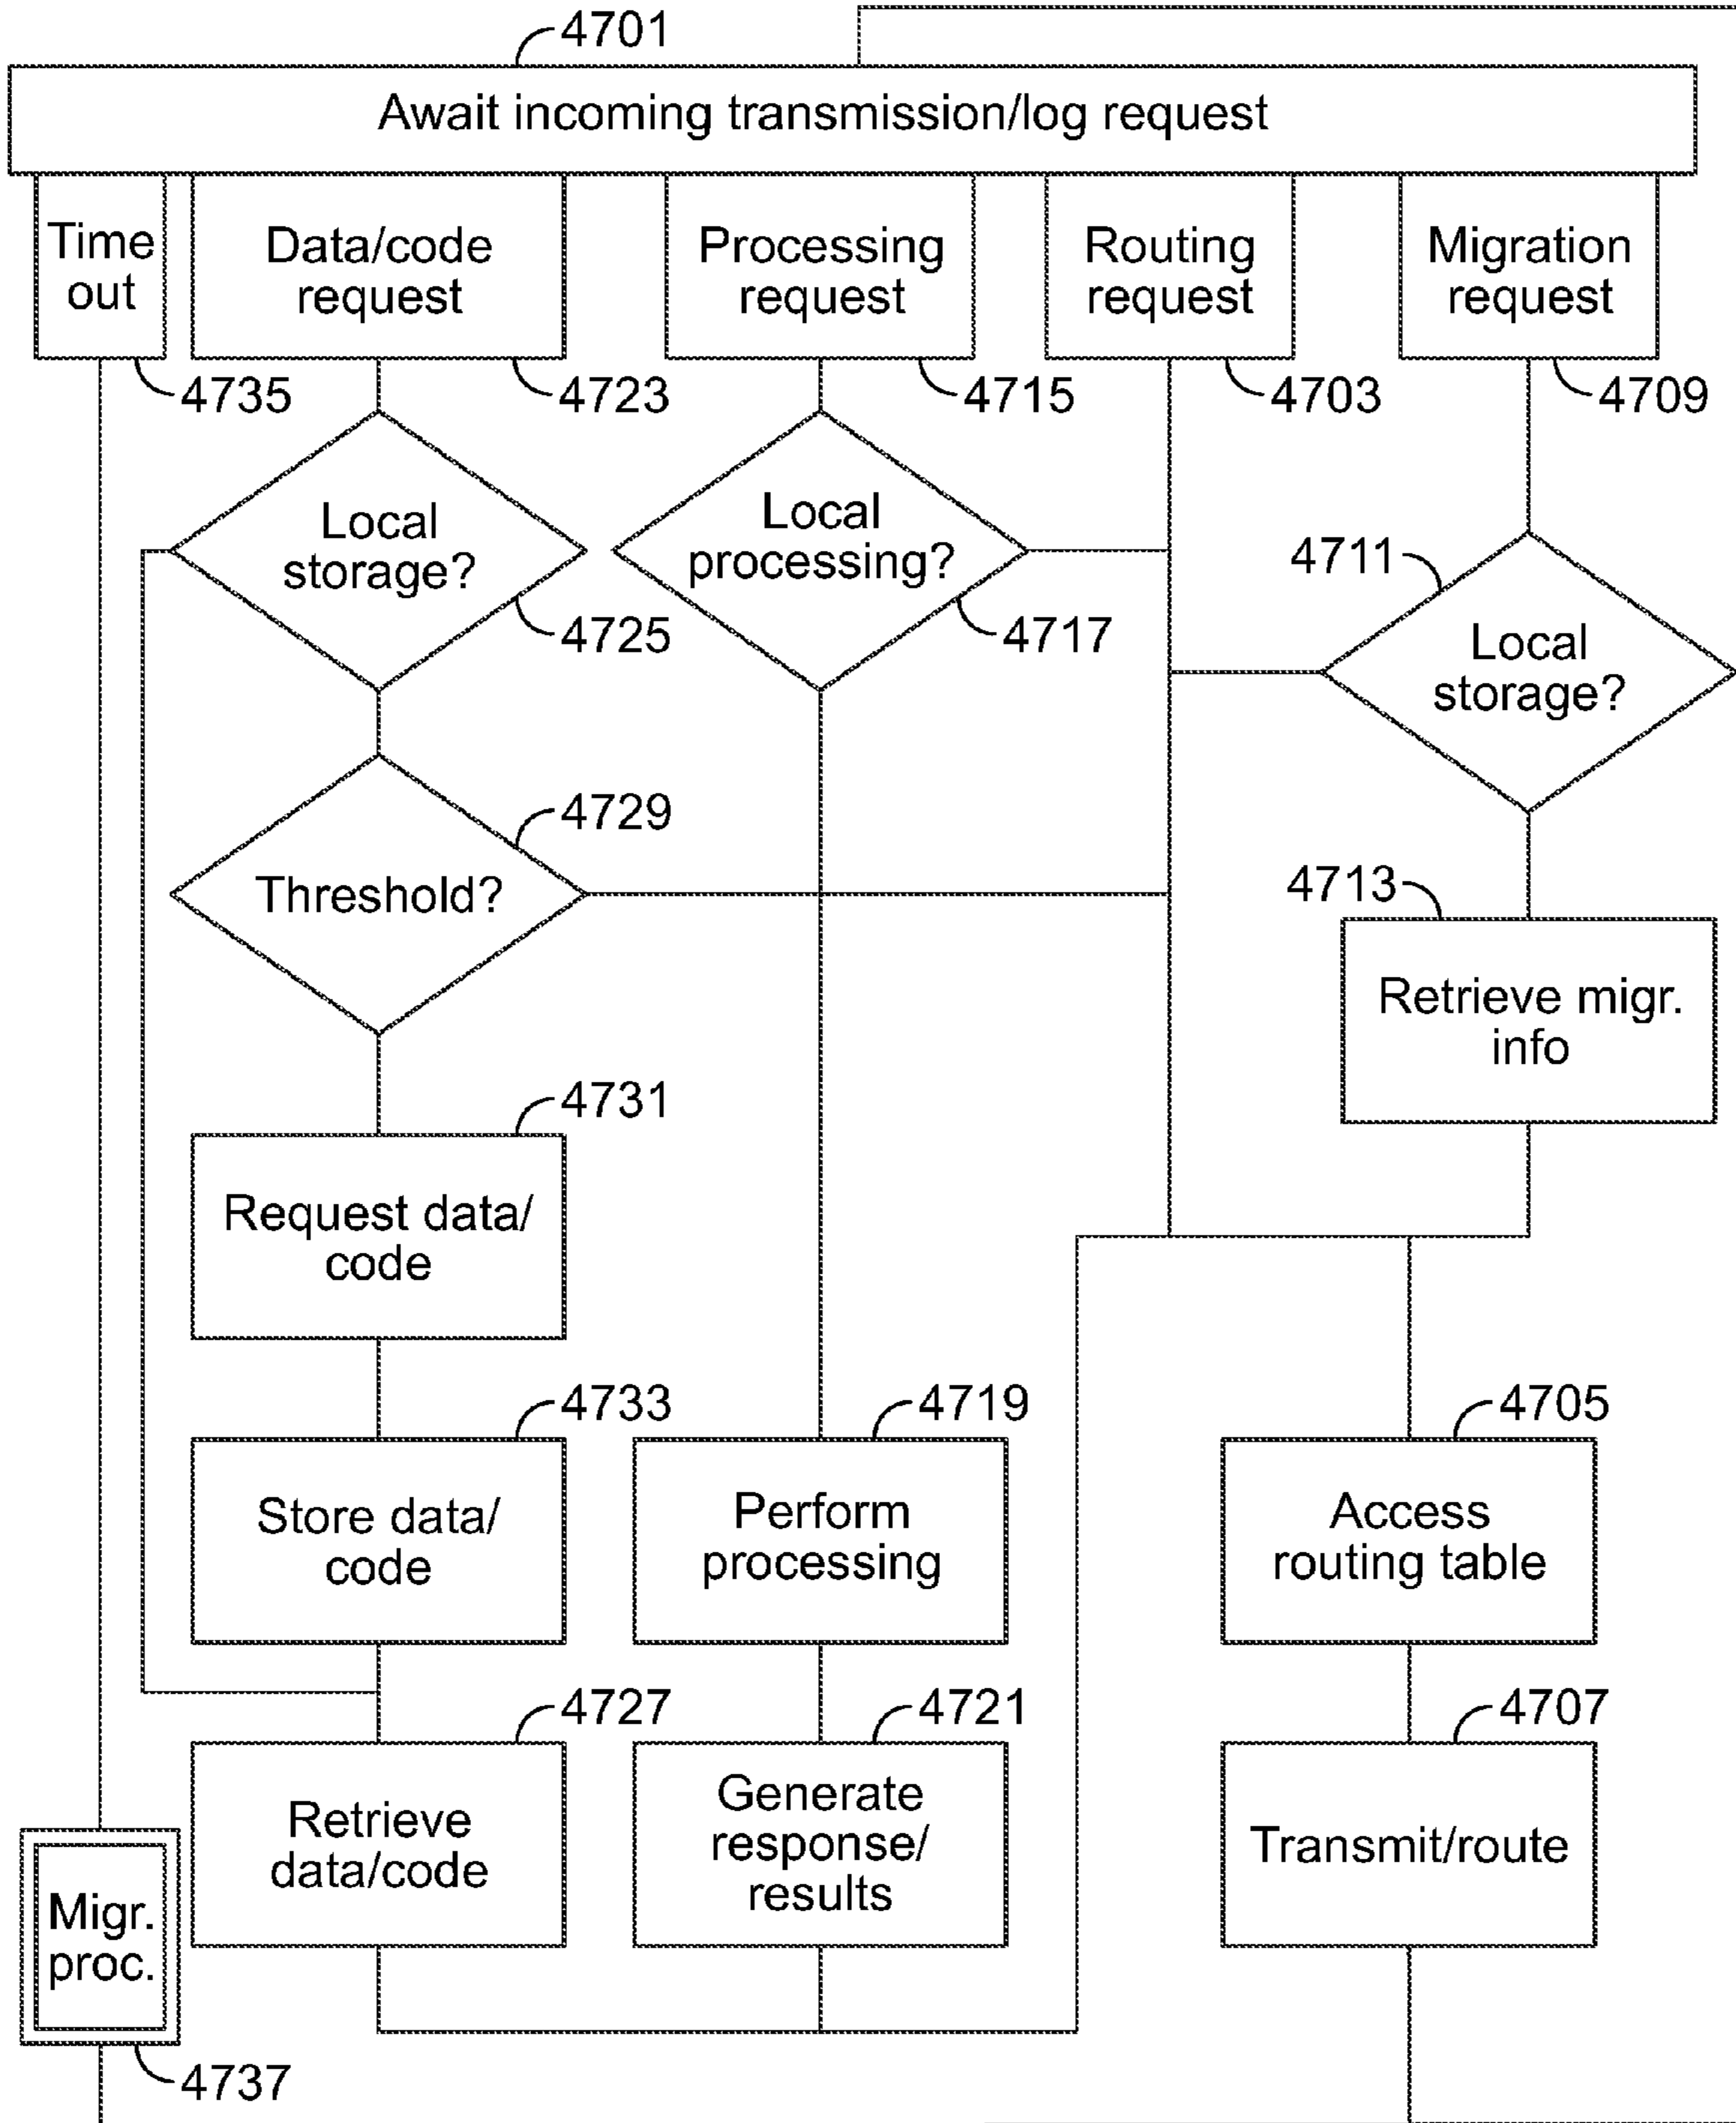 4701
Await incoming transmission/log request
Time
out
Data/code
request
Processing
request
Routing
request
Migration
request
4735
4723
4715
4703
4709
Local
storage?
4725
Local
processing?
4717
4711
Local
storage?
4729
Threshold?
4713
Retrieve migr.
info
4731
Request data/
code
4733
Store data/
code
4719
Perform
processing
4705
Access
routing table
4727
Retrieve
data/code
4721
Generate
response/
results
4707
Transmit/route
Migr.
proc.
4737